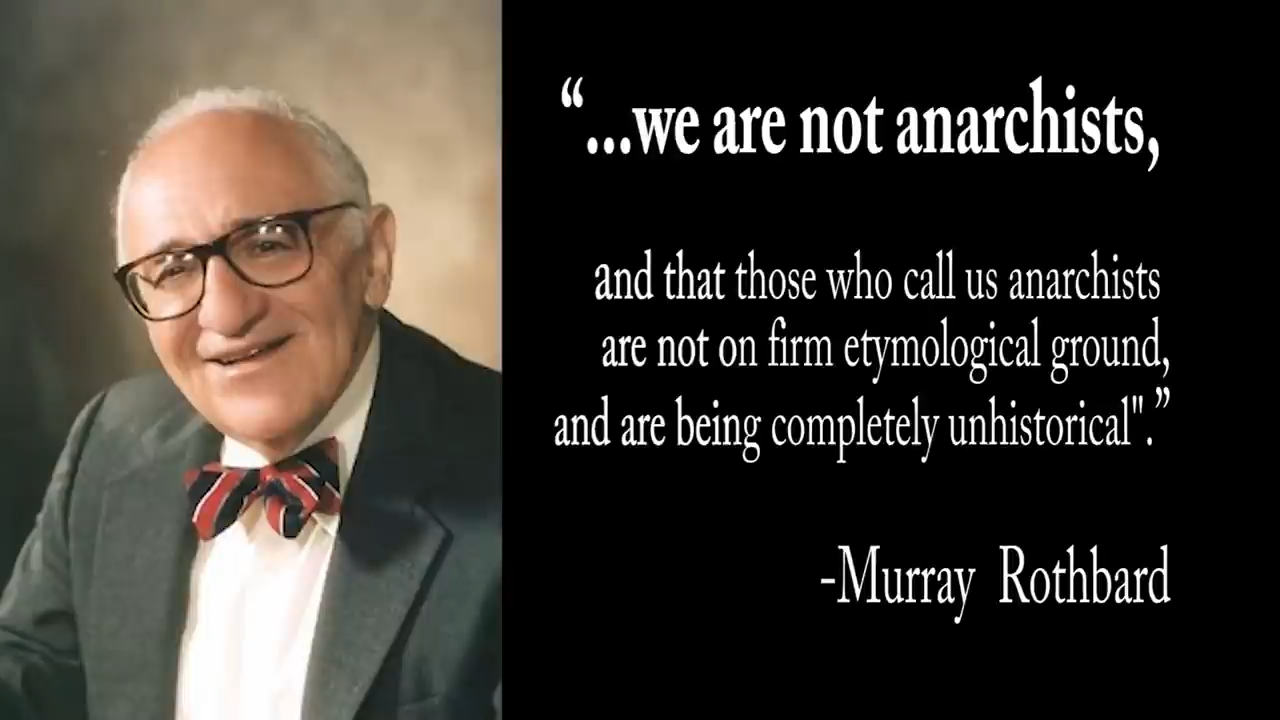 “...we are not anarchists,
and that those who call us anarchists
are not on firm etymological ground,
and are being completely unhistorical".”
-Murray Rothbard